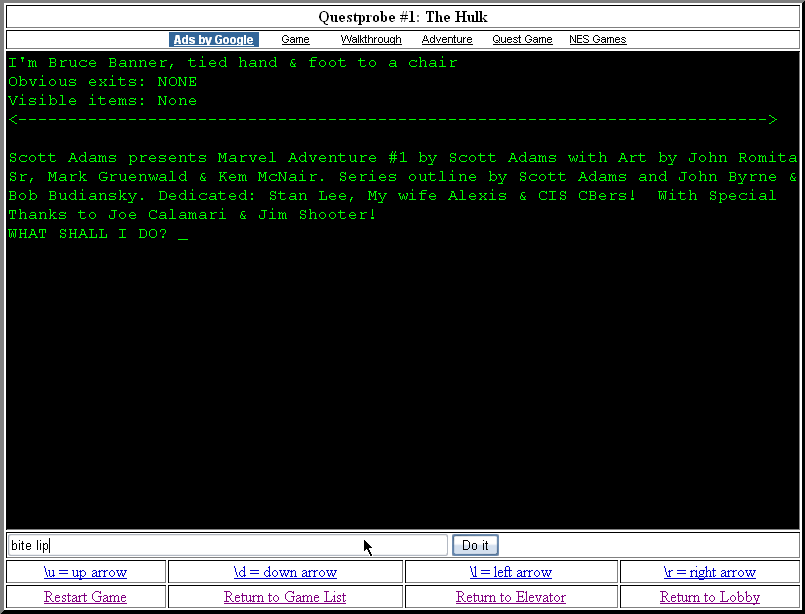 Questprobe #1: The Hulk
Ads by Google Game Walkthrough Adventure Quest Game NES Games
I'm Bruce Banner, tied hand & foot to a chair
Obvious exits: NONE
Visible items: None
<--------------------------------------------------------------------------->
Scott Adams presents Marvel Adventure #1 by Scott Adams with Art by John Romita
Sr, Mark Gruenwald & Kem McNair. Series outline by Scott Adams and John Byrne &
Bob Budiansky. Dedicated: Stan Lee, My wife Alexis & CIS CBers!  With Special
Thanks to Joe Calamari & Jim Shooter!
WHAT SHALL I DO? _
bite lip Do it
\u = up arrow \d = down arrow \l = left arrow \r = right arrow
Restart Game Return to Game List Return to Elevator Return to Lobby